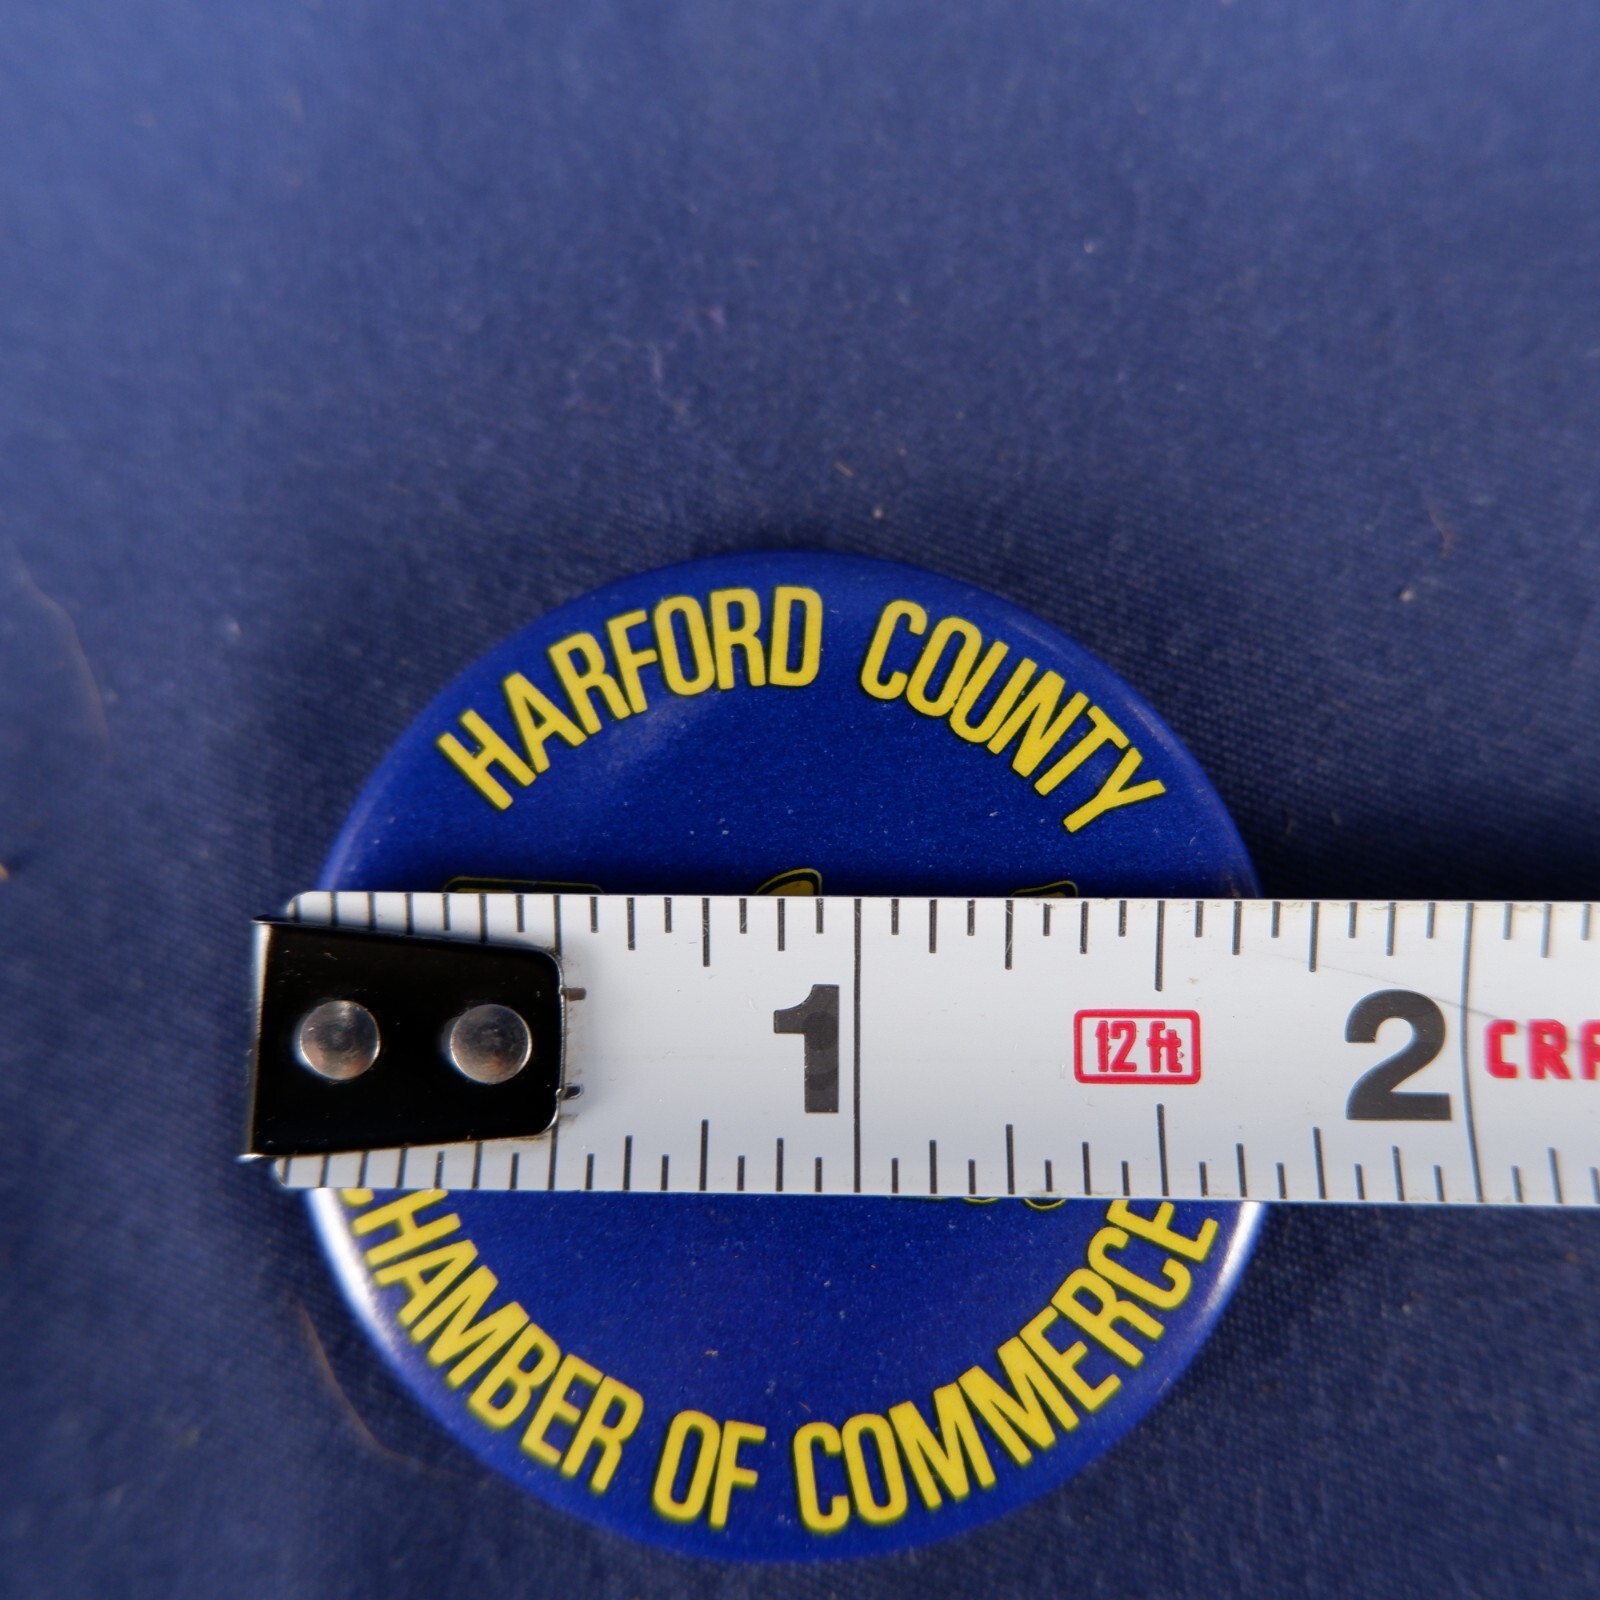 HARFORD COUNTY
1
12 ft
2
CHAMBER OF COMMERCE